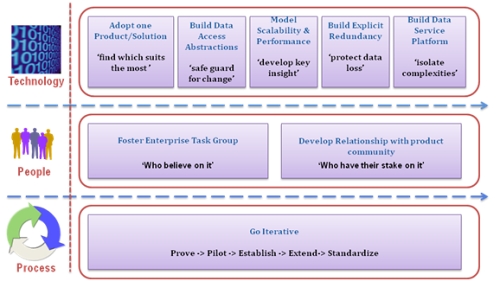 Adopt one
Product/Solution
'find which suits
the most '
Build Data
Access
Abstractions
'safe guard
for change'
Model
Scalability &
Performance
'develop key
insight'
Build Explicit
Redundancy
'protect data
loss'
Build Data
Service
Platform
'isolate
complexities'
Technology
Foster Enterprise Task Group
'Who believe on it'
Develop Relationship with product
community
'Who have their stake on it'
People
Go Iterative
Prove -> Pilot -> Establish -> Extend-> Standardize
Process